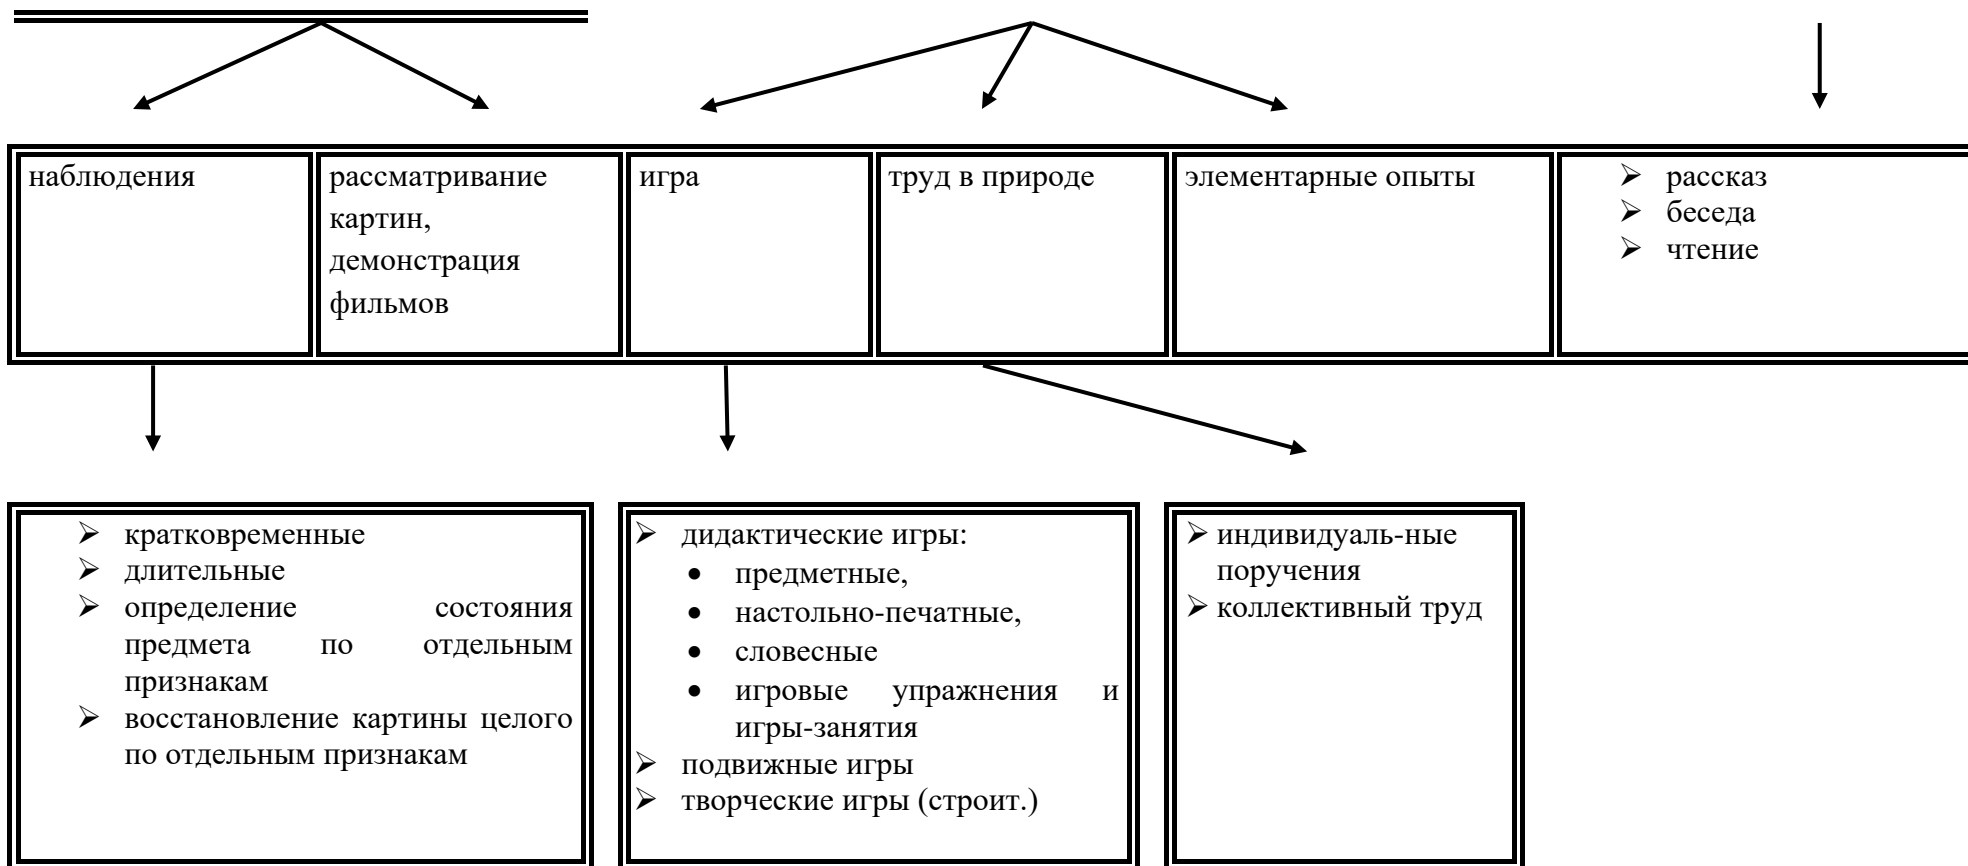 наблюдения
рассматривание
картин,
демонстрация
фильмов
игра
труд в природе
элементарные опыты
➢ рассказ
➢ беседа
➢ чтение
➢ кратковременные
➢ длительные
➢ определение состояния
предмета по отдельным
признакам
➢ восстановление картины целого
по отдельным признакам
➢ дидактические игры:
• предметные,
• настольно-печатные,
• словесные
• игровые упражнения и
игры-занятия
➢ подвижные игры
➢ творческие игры (строит.)
➢ индивидуаль-ные
поручения
➢ коллективный труд